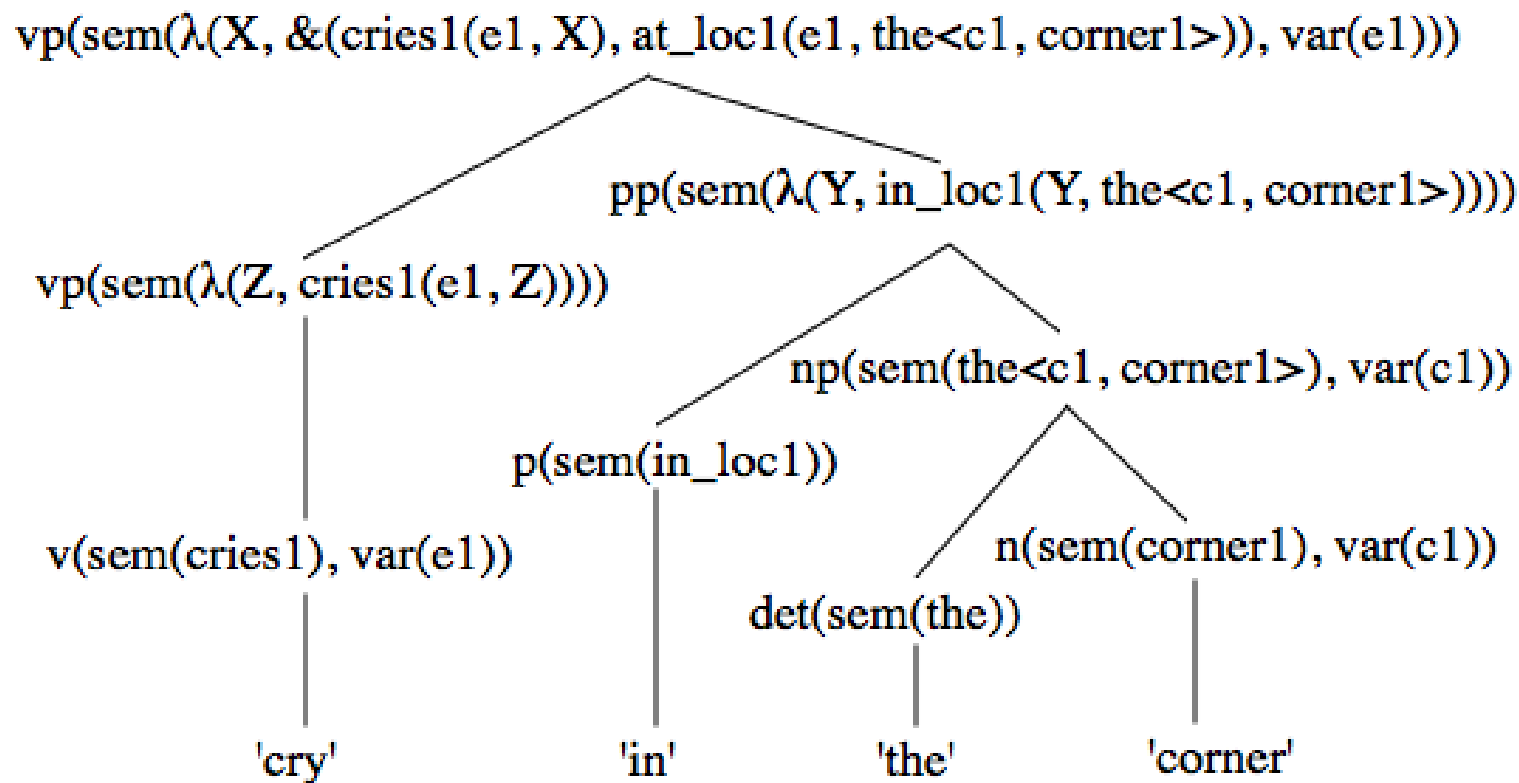 vp(sem(λ(X, &(cries1(e1, X), at_loc1(e1, the<c1, corner1>)), var(e1)))
pp(sem(λ(Y, in_loc1(Y, the<c1, corner1>))))
vp(sem(λ(Z, cries1(e1, Z))))
np(sem(the<c1, corner1>), var(c1))
p(sem(in_loc1))
v(sem(cries1), var(e1))
n(sem(corner1), var(c1))
det(sem(the))
'cry' 'in' 'the' 'corner'